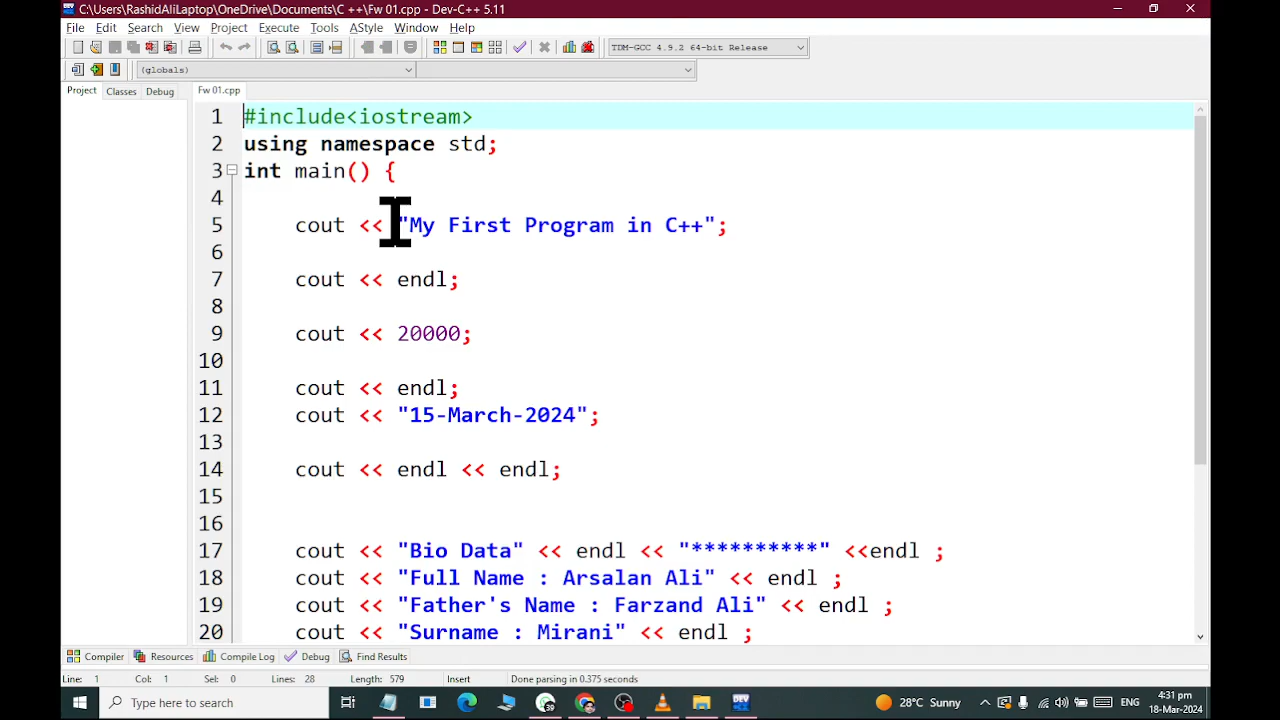 C:\Users\RashidAliLaptop\OneDrive\Documents\C ++\Fw 01.cpp - Dev-C++ 5.11
File Edit Search View Project Execute Tools AStyle Window Help
TDM-GCC 4.9.2 64-bit Release
(globals)
Project Classes Debug Fw 01.cpp
1 #include<iostream>
2 using namespace std;
3 int main() {
4
5 cout << "My First Program in C++";
6
7 cout << endl;
8
9 cout << 20000;
10
11 cout << endl;
12 cout << "15-March-2024";
13
14 cout << endl << endl;
15
16
17 cout << "Bio Data" << endl << "**********" <<endl ;
18 cout << "Full Name : Arsalan Ali" << endl ;
19 cout << "Father's Name : Farzand Ali" << endl ;
20 cout << "Surname : Mirani" << endl ;
Compiler Resources Compile Log Debug Find Results
Line: 1 Col: 1 Sel: 0 Lines: 28 Length: 579 Insert Done parsing in 0.375 seconds
Type here to search 28°C Sunny ENG 4:31 pm
18-Mar-2024